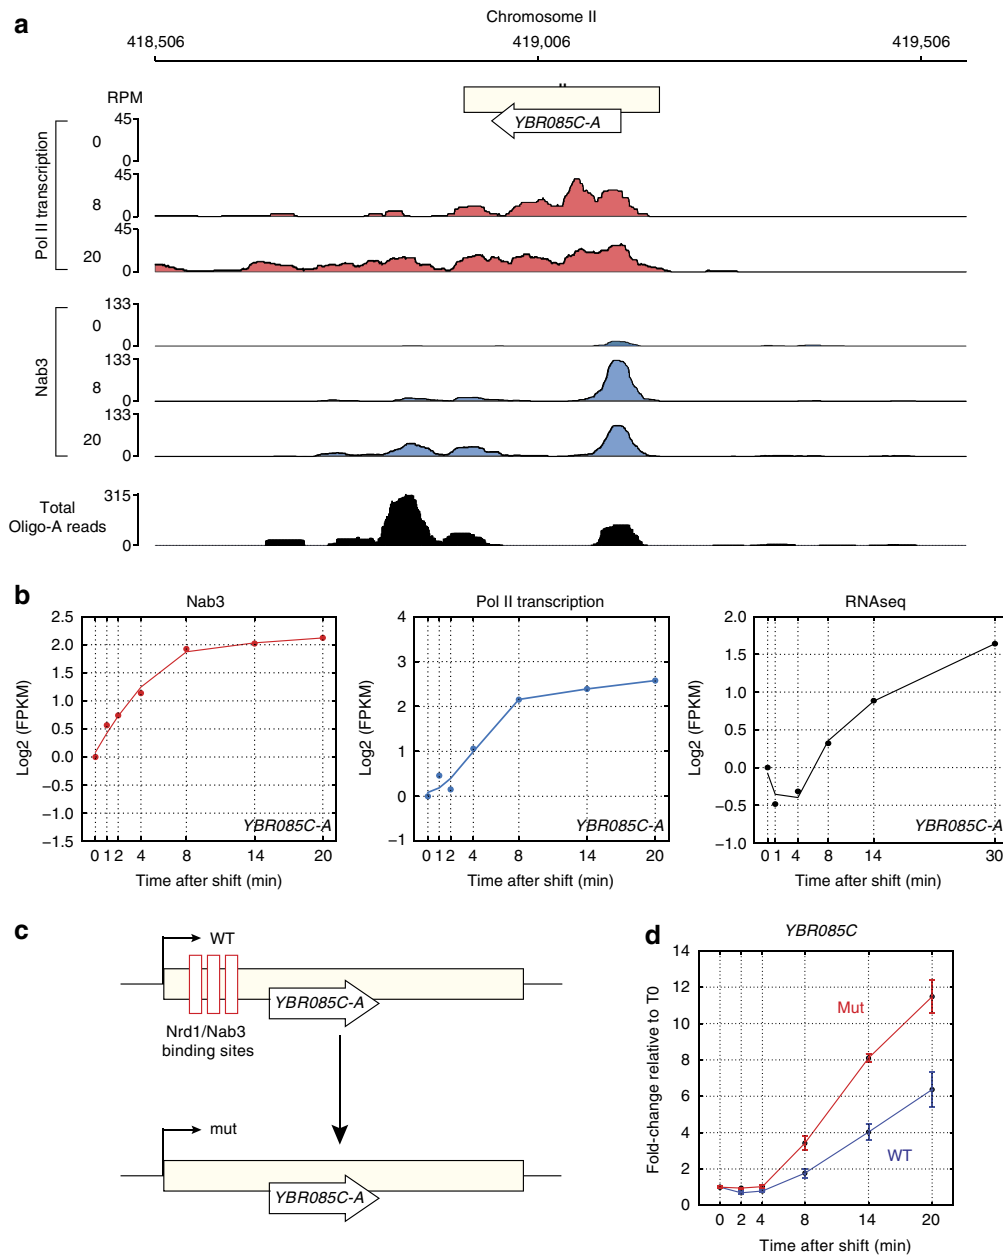 a
Chromosome II
418,506 419,006 419,506
RPM
YBR085C-A
Pol II transcription
0
45
0
8
45
0
20
45
0
Nab3
0
133
0
8
133
0
20
133
0
Total
Oligo-A reads
315
0
b
Nab3
Log2 (FPKM)
2.5
2.0
1.5
1.0
0.5
0.0
−0.5
−1.0
−1.5
YBR085C-A
0 1 2 4 8 14 20
Time after shift (min)
Pol II transcription
Log2 (FPKM)
4
3
2
1
0
−1
YBR085C-A
0 1 2 4 8 14 20
Time after shift (min)
RNAseq
Log2 (FPKM)
2.0
1.5
1.0
0.5
0.0
−0.5
−1.0
YBR085C-A
0 1 4 8 14 30
Time after shift (min)
c
WT
YBR085C-A
Nrd1/Nab3
binding sites
mut
YBR085C-A
d
YBR085C
Fold-change relative to T0
14
12
10
8
6
4
2
0
Mut
WT
0 2 4 8 14 20
Time after shift (min)